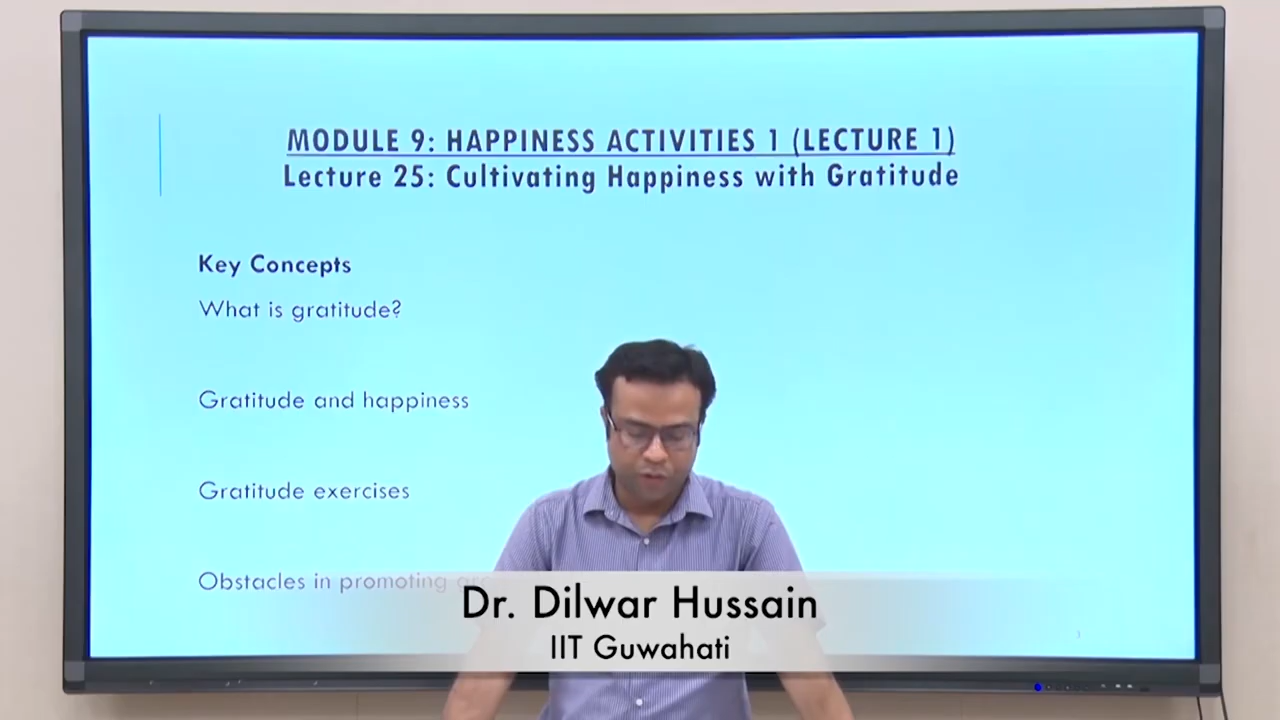 MODULE 9: HAPPINESS ACTIVITIES 1 (LECTURE 1)
Lecture 25: Cultivating Happiness with Gratitude
Key Concepts
What is gratitude?
Gratitude and happiness
Gratitude exercises
Obstacles in promoting
Dr. Dilwar Hussain
IIT Guwahati